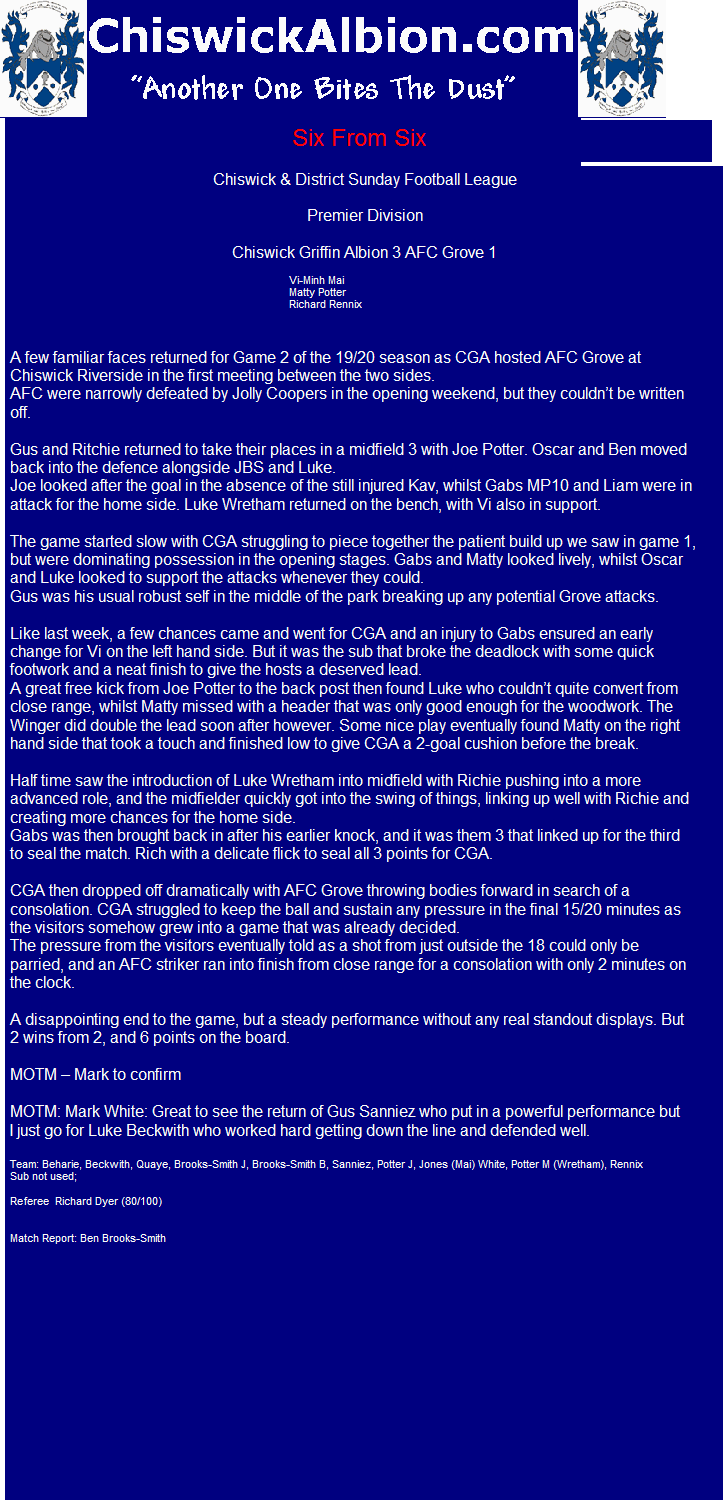 ChiswickAlbion.com
"Another One Bites The Dust"
Six From Six
Chiswick & District Sunday Football League
Premier Division
Chiswick Griffin Albion 3 AFC Grove 1
Vi-Minh Mai
Matty Potter
Richard Rennix
A few familiar faces returned for Game 2 of the 19/20 season as CGA hosted AFC Grove at
Chiswick Riverside in the first meeting between the two sides.
AFC were narrowly defeated by Jolly Coopers in the opening weekend, but they couldn’t be written
off.
Gus and Ritchie returned to take their places in a midfield 3 with Joe Potter. Oscar and Ben moved
back into the defence alongside JBS and Luke.
Joe looked after the goal in the absence of the still injured Kav, whilst Gabs MP10 and Liam were in
attack for the home side. Luke Wretham returned on the bench, with Vi also in support.
The game started slow with CGA struggling to piece together the patient build up we saw in game 1,
but were dominating possession in the opening stages. Gabs and Matty looked lively, whilst Oscar
and Luke looked to support the attacks whenever they could.
Gus was his usual robust self in the middle of the park breaking up any potential Grove attacks.
Like last week, a few chances came and went for CGA and an injury to Gabs ensured an early
change for Vi on the left hand side. But it was the sub that broke the deadlock with some quick
footwork and a neat finish to give the hosts a deserved lead.
A great free kick from Joe Potter to the back post then found Luke who couldn’t quite convert from
close range, whilst Matty missed with a header that was only good enough for the woodwork. The
Winger did double the lead soon after however. Some nice play eventually found Matty on the right
hand side that took a touch and finished low to give CGA a 2-goal cushion before the break.
Half time saw the introduction of Luke Wretham into midfield with Richie pushing into a more
advanced role, and the midfielder quickly got into the swing of things, linking up well with Richie and
creating more chances for the home side.
Gabs was then brought back in after his earlier knock, and it was them 3 that linked up for the third
to seal the match. Rich with a delicate flick to seal all 3 points for CGA.
CGA then dropped off dramatically with AFC Grove throwing bodies forward in search of a
consolation. CGA struggled to keep the ball and sustain any pressure in the final 15/20 minutes as
the visitors somehow grew into a game that was already decided.
The pressure from the visitors eventually told as a shot from just outside the 18 could only be
parried, and an AFC striker ran into finish from close range for a consolation with only 2 minutes on
the clock.
A disappointing end to the game, but a steady performance without any real standout displays. But
2 wins from 2, and 6 points on the board.
MOTM – Mark to confirm
MOTM: Mark White: Great to see the return of Gus Sanniez who put in a powerful performance but
I just go for Luke Beckwith who worked hard getting down the line and defended well.
Team: Beharie, Beckwith, Quaye, Brooks-Smith J, Brooks-Smith B, Sanniez, Potter J, Jones (Mai) White, Potter M (Wretham), Rennix
Sub not used;
Referee Richard Dyer (80/100)
Match Report: Ben Brooks-Smith